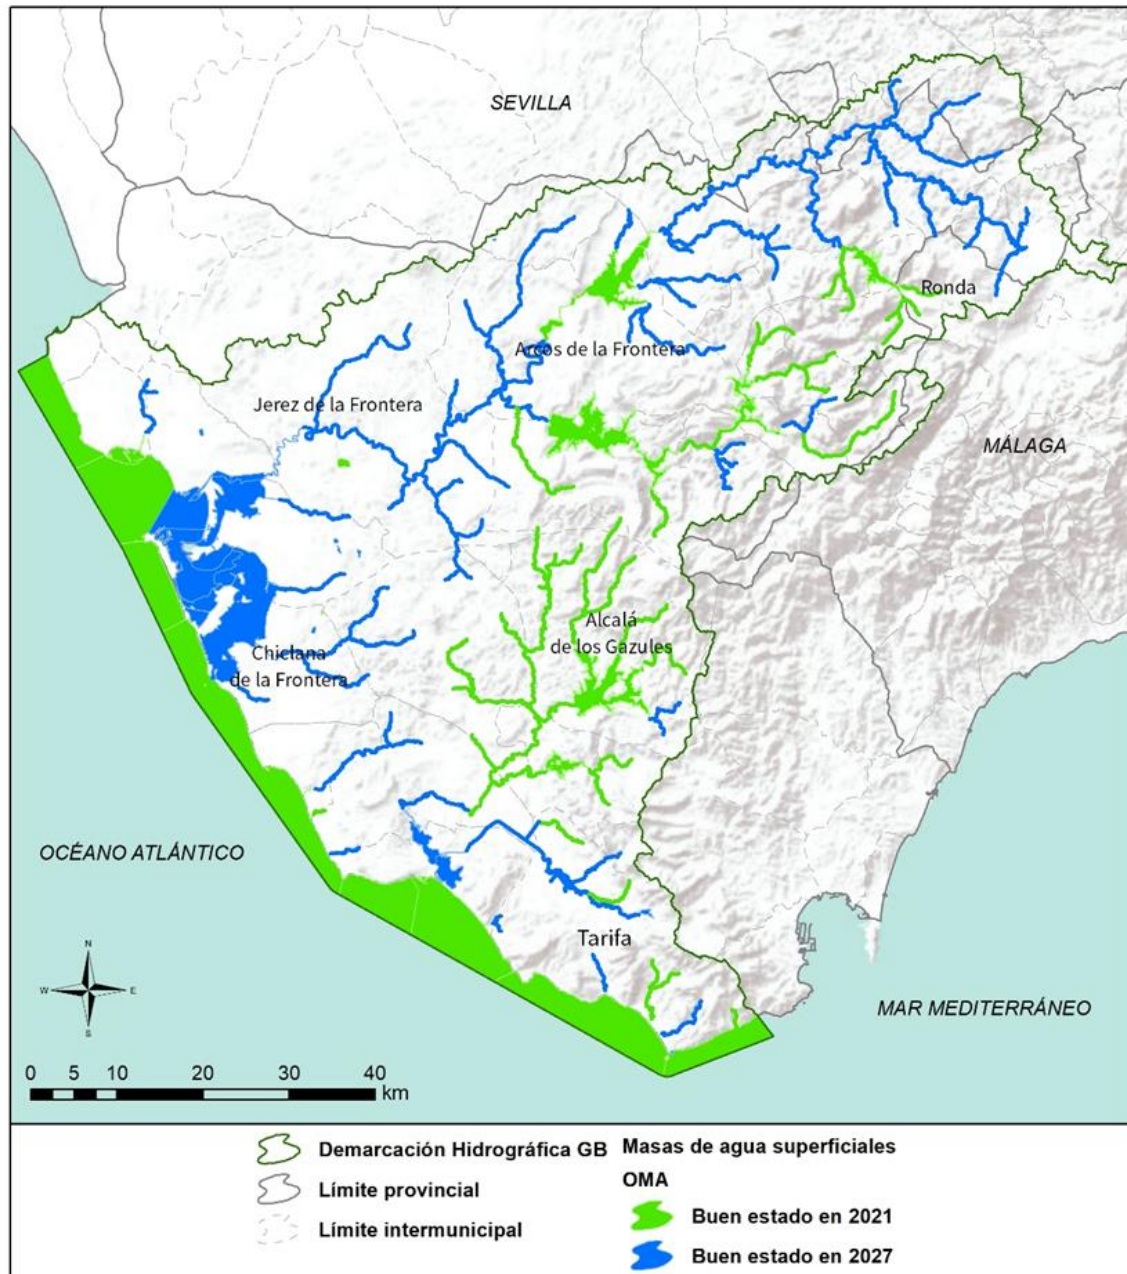 SEVILLA
Ronda
Arcos de la Frontera
Jerez de la Frontera
MÁLAGA
Alcalá
de los Gazules
Chiclana
de la Frontera
OCÉANO ATLÁNTICO
Tarifa
N
W
E
S
MAR MEDITERRÁNEO
0 5 10 20 30 40
km
Demarcación Hidrográfica GB
Límite provincial
Límite intermunicipal
Masas de agua superficiales
OMA
Buen estado en 2021
Buen estado en 2027